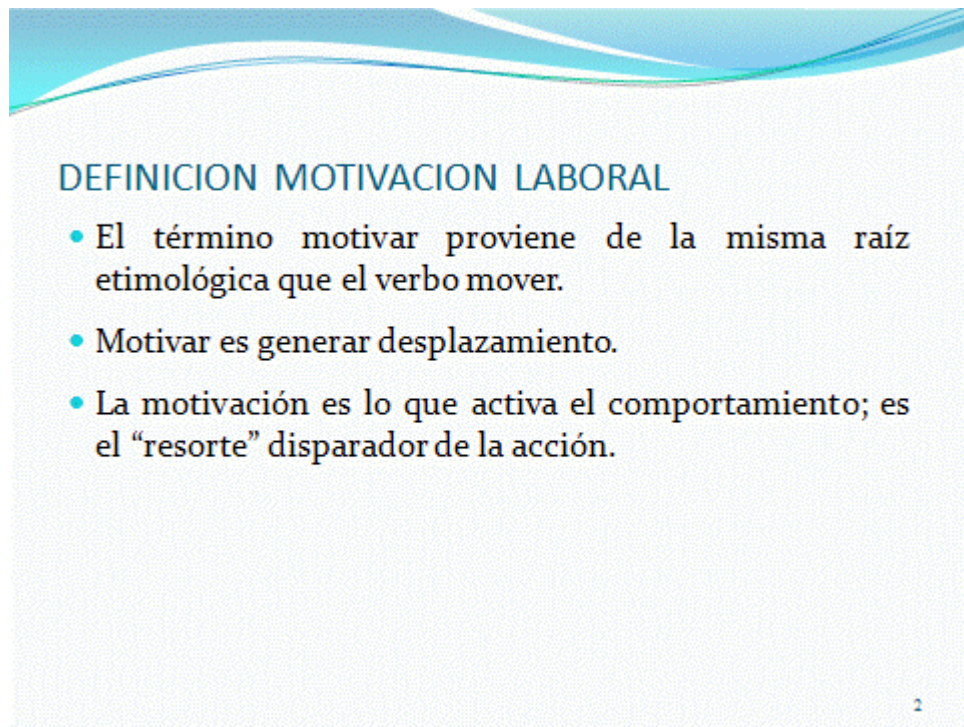 DEFINICION MOTIVACION LABORAL
• El término motivar proviene de la misma raíz
etimológica que el verbo mover.
• Motivar es generar desplazamiento.
• La motivación es lo que activa el comportamiento; es
el “resorte” disparador de la acción.
2